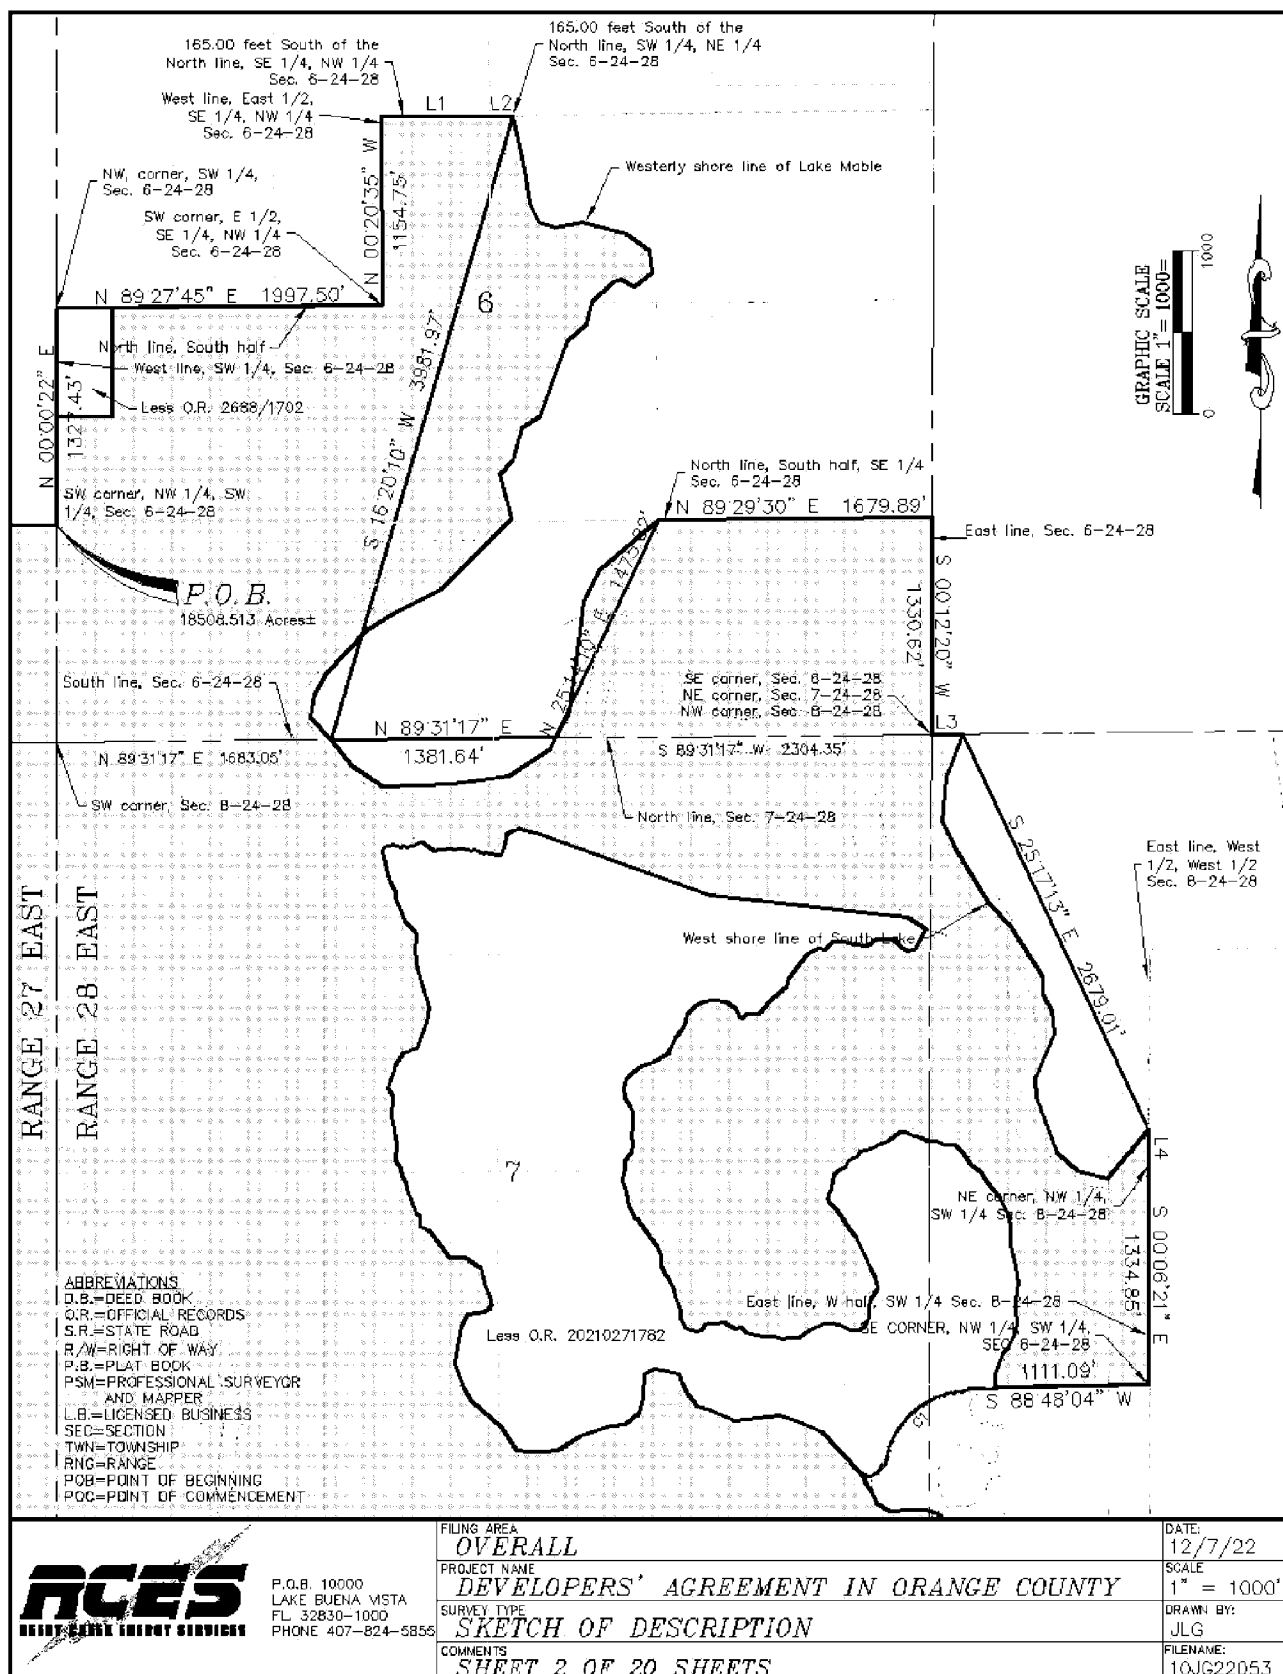 165.00 feet South of the
North line, SE 1/4, NW 1/4
Sec. 6-24-28
165.00 feet South of the
North line, SW 1/4, NE 1/4
Sec. 6-24-28
West line, East 1/2,
SE 1/4, NW 1/4
Sec. 6-24-28
L1
L2
NW. corner, SW 1/4,
Sec. 6-24-28
SW corner, E 1/2,
SE 1/4, NW 1/4
Sec. 6-24-28
N 00°20'35" W
1154.75'
Westerly shore line of Lake Mable
N 89°27'45" E 1997.50'
6
North line, South half
West line, SW 1/4, Sec. 6-24-28
Less O.R. 2688/1702
N 00°00'22" E
1327.43'
S 16°20'10" W 3981.97'
GRAPHIC SCALE
SCALE 1"= 1000=
0
1000
SW corner, NW 1/4, SW
1/4, Sec. 6-24-28
North line, South half, SE 1/4
Sec. 6-24-28
N 89°29'30" E 1679.89'
East line, Sec. 6-24-28
P.O.B.
18508.513 Acres±
S 00°12'20" W
1330.62'
South line, Sec. 6-24-28
SE corner, Sec. 6-24-28
NE corner, Sec. 7-24-28
NW corner, Sec. 8-24-28
L3
N 89°31'17" E
1381.64'
N 89°31'17" E 1683.05'
S 89°31'17" W 2304.35'
SW corner, Sec. 8-24-28
North line, Sec. 7-24-28
S 25°17'13" E 2679.01'
East line, West
1/2, West 1/2
Sec. 8-24-28
West shore line of South Lake
RANGE 27 EAST
RANGE 28 EAST
7
L4
NE corner, NW 1/4,
SW 1/4 Sec. 8-24-28
S 00°06'21" E
1334.85'
East line, W half, SW 1/4 Sec. 8-24-28
SE CORNER, NW 1/4, SW 1/4,
SEC 6-24-28
1111.09'
S 88°48'04" W
Less O.R. 20210271782
ABBREVIATIONS
D.B.=DEED BOOK
O.R.=OFFICIAL RECORDS
S.R.=STATE ROAD
R/W=RIGHT OF WAY
P.B.=PLAT BOOK
PSM=PROFESSIONAL SURVEYOR
AND MAPPER
L.B.=LICENSED BUSINESS
SEC=SECTION
TWN=TOWNSHIP
RNG=RANGE
POB=POINT OF BEGINNING
POC=POINT OF COMMENCEMENT
RCES
REEDY CREEK ENERGY SERVICES
P.O.B. 10000
LAKE BUENA VISTA
FL 32830-1000
PHONE 407-824-5855
FILING AREA
OVERALL
PROJECT NAME
DEVELOPERS' AGREEMENT IN ORANGE COUNTY
SURVEY TYPE
SKETCH OF DESCRIPTION
COMMENTS
SHEET 2 OF 20 SHEETS
DATE:
12/7/22
SCALE
1" = 1000'
DRAWN BY:
JLG
FILENAME:
10JG22053